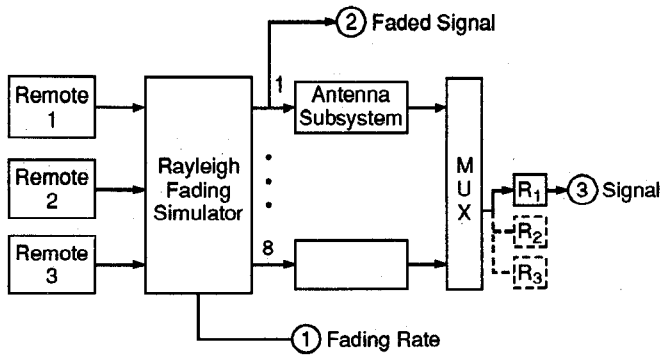 2 Faded Signal
Remote
1
Remote
2
Remote
3
Rayleigh
Fading
Simulator
1
8
Antenna
Subsystem
M
U
X
R1
R2
R3
3 Signal
1 Fading Rate